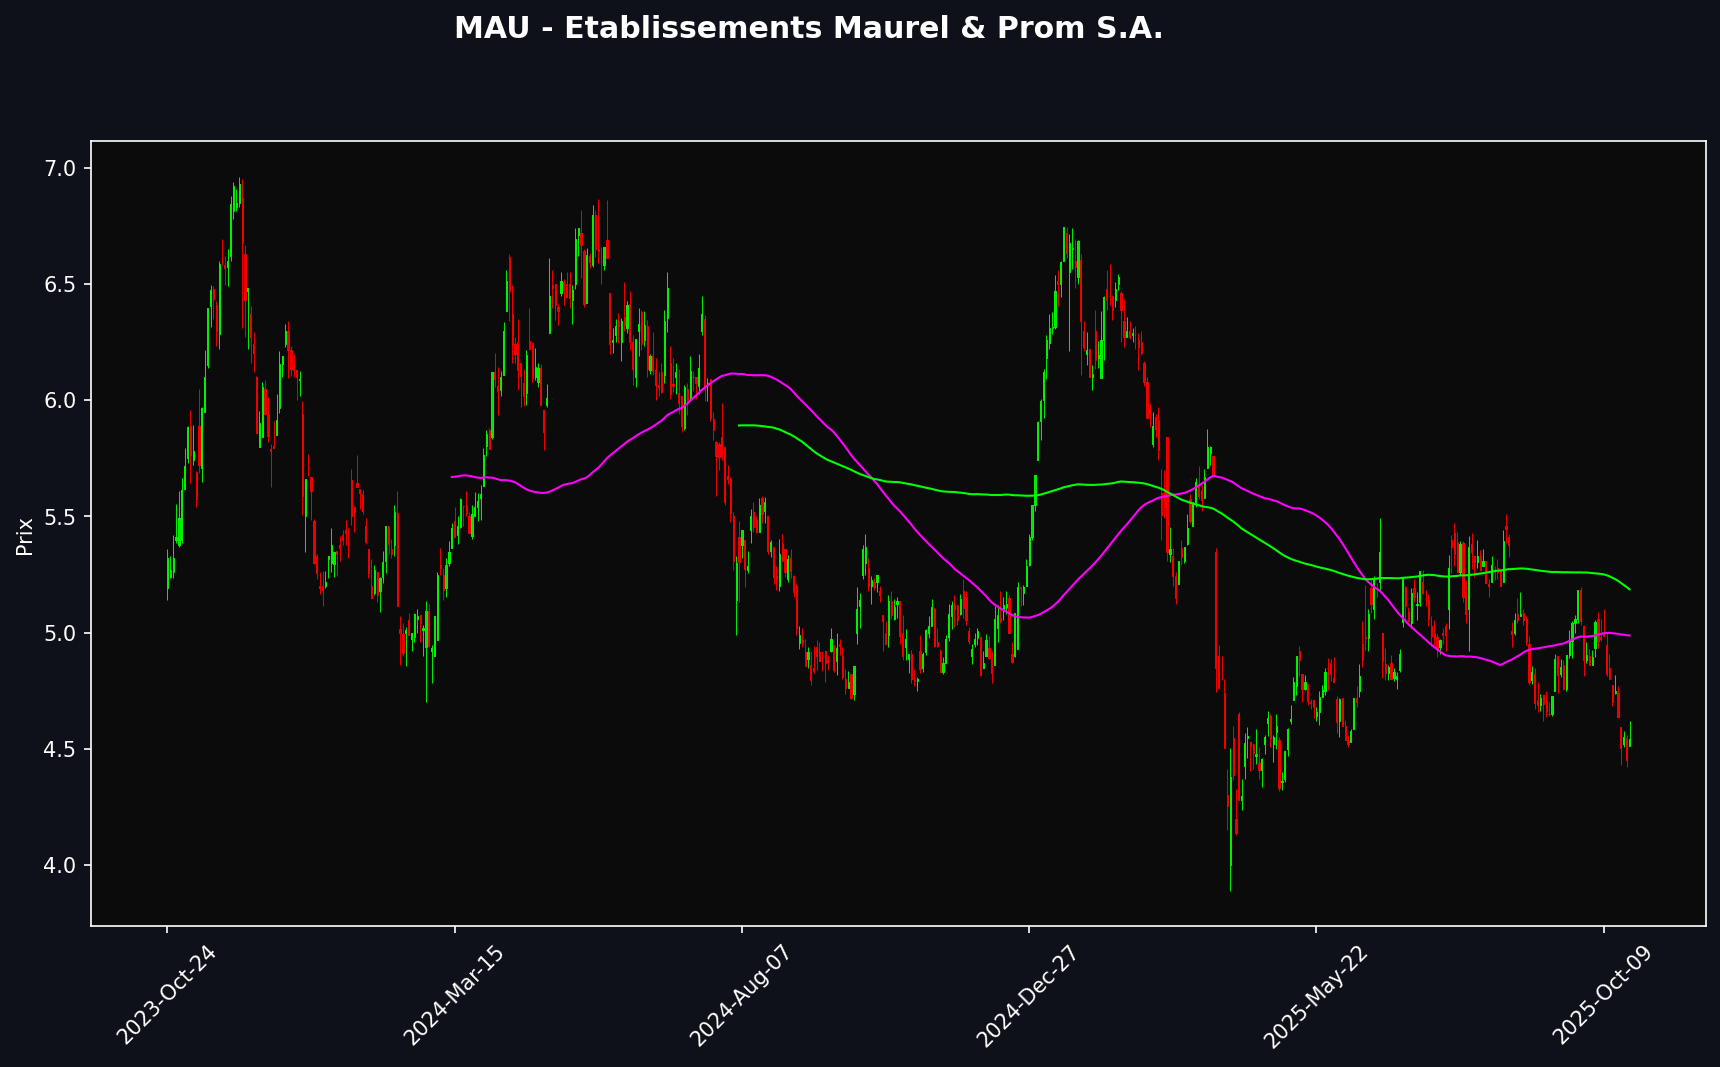 MAU - Etablissements Maurel & Prom S.A.
Prix
7.0
6.5
6.0
5.5
5.0
4.5
4.0
2023-Oct-24
2024-Mar-15
2024-Aug-07
2024-Dec-27
2025-May-22
2025-Oct-09